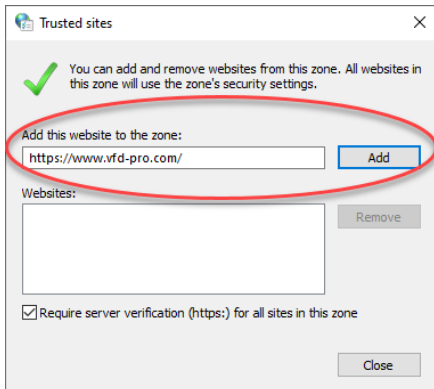 Trusted sites
You can add and remove websites from this zone. All websites in
this zone will use the zone's security settings.
Add this website to the zone:
https://www.vfd-pro.com/
Add
Websites:
Remove
Require server verification (https:) for all sites in this zone
Close